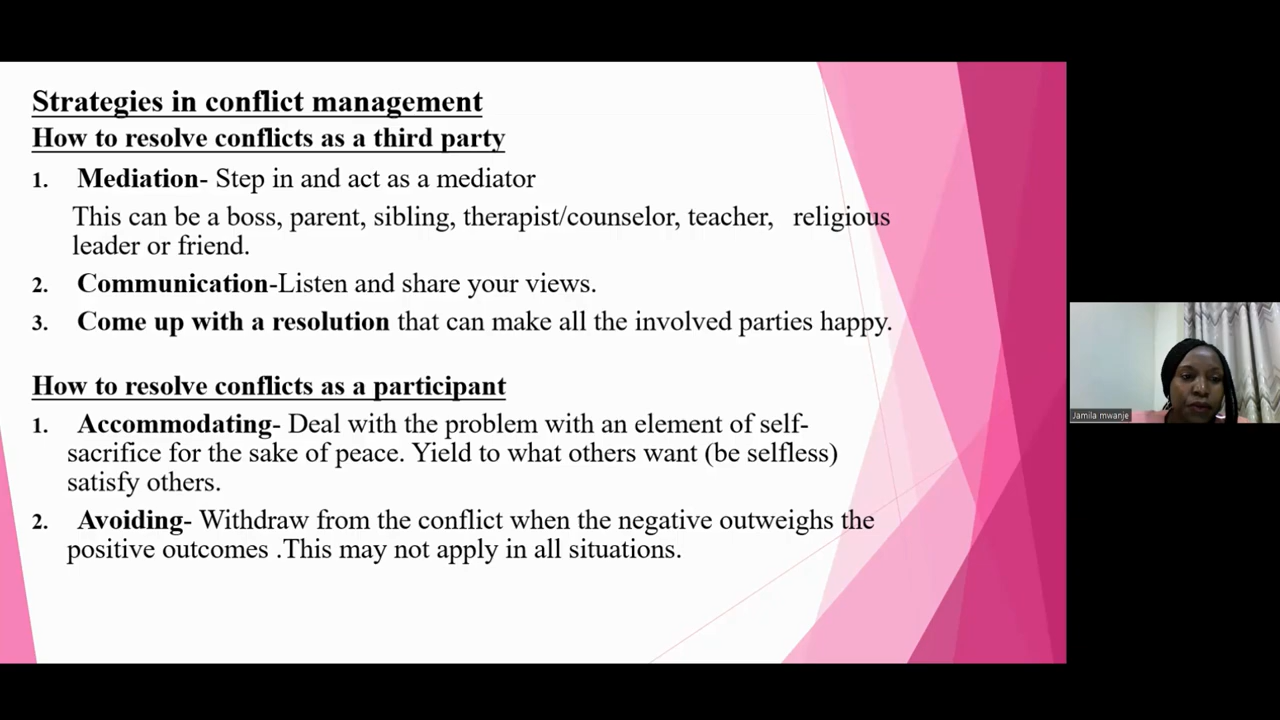 Strategies in conflict management
How to resolve conflicts as a third party
1. Mediation- Step in and act as a mediator
This can be a boss, parent, sibling, therapist/counselor, teacher, religious
leader or friend.
2. Communication-Listen and share your views.
3. Come up with a resolution that can make all the involved parties happy.
How to resolve conflicts as a participant
1. Accommodating- Deal with the problem with an element of self-
sacrifice for the sake of peace. Yield to what others want (be selfless)
satisfy others.
2. Avoiding- Withdraw from the conflict when the negative outweighs the
positive outcomes .This may not apply in all situations.
Jamila mwanje